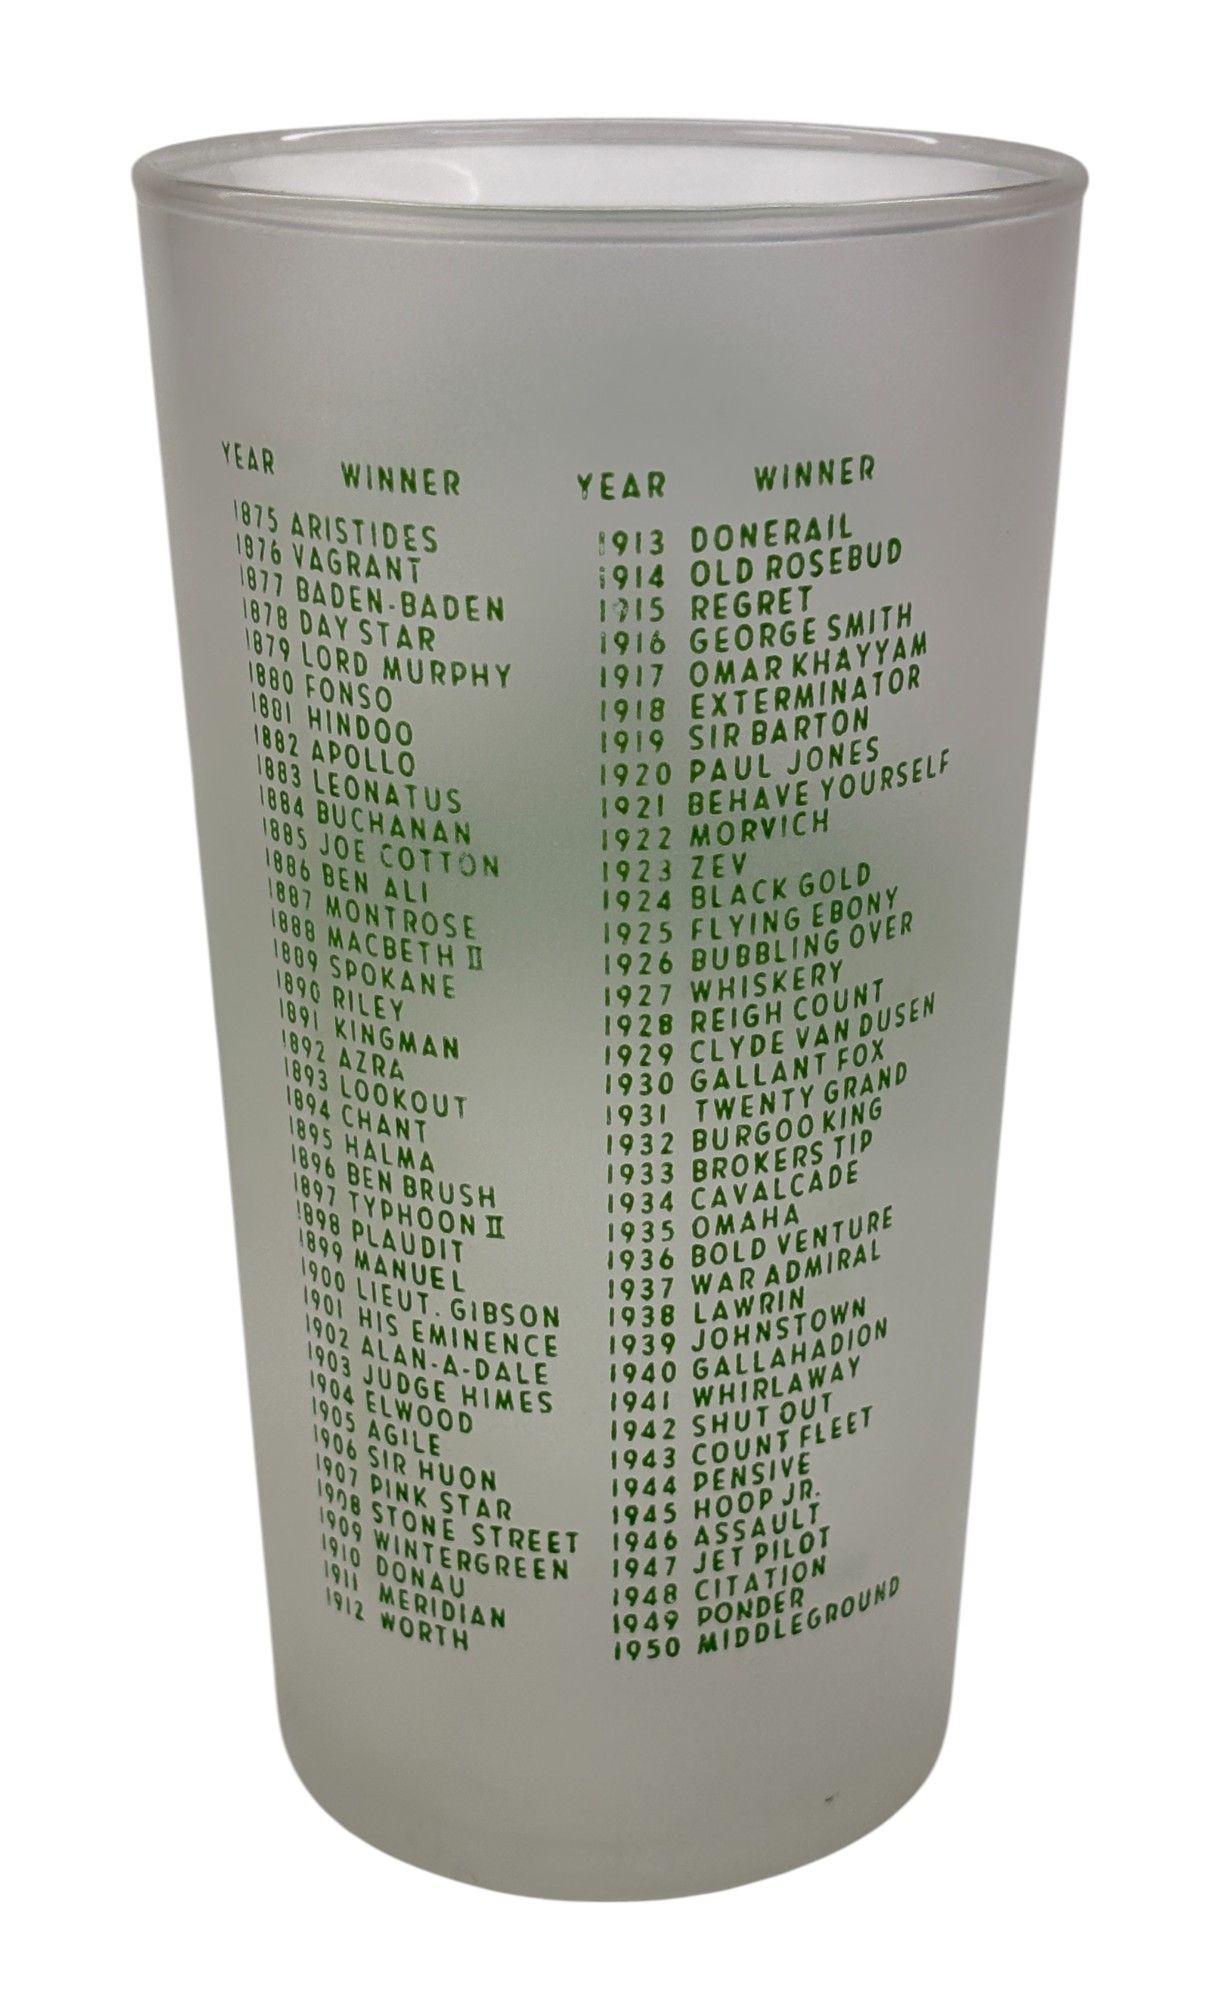 YEAR WINNER
1875 ARISTIDES
1876 VAGRANT
1877 BADEN-BADEN
1878 DAY STAR
1879 LORD MURPHY
1880 FONSO
1881 HINDOO
1882 APOLLO
1883 LEONATUS
1884 BUCHANAN
1885 JOE COTTON
1886 BEN ALI
1887 MONTROSE
1888 MACBETH II
1889 SPOKANE
1890 RILEY
1891 KINGMAN
1892 AZRA
1893 LOOKOUT
1894 CHANT
1895 HALMA
1896 BEN BRUSH
1897 TYPHOON II
1898 PLAUDIT
1899 MANUEL
1900 LIEUT. GIBSON
1901 HIS EMINENCE
1902 ALAN-A-DALE
1903 JUDGE HIMES
1904 ELWOOD
1905 AGILE
1906 SIR HUON
1907 PINK STAR
1908 STONE STREET
1909 WINTERGREEN
1910 DONAU
1911 MERIDIAN
1912 WORTH
YEAR WINNER
1913 DONERAIL
1914 OLD ROSEBUD
1915 REGRET
1916 GEORGE SMITH
1917 OMAR KHAYYAM
1918 EXTERMINATOR
1919 SIR BARTON
1920 PAUL JONES
1921 BEHAVE YOURSELF
1922 MORVICH
1923 ZEV
1924 BLACK GOLD
1925 FLYING EBONY
1926 BUBBLING OVER
1927 WHISKERY
1928 REIGH COUNT
1929 CLYDE VAN DUSEN
1930 GALLANT FOX
1931 TWENTY GRAND
1932 BURGOO KING
1933 BROKERS TIP
1934 CAVALCADE
1935 OMAHA
1936 BOLD VENTURE
1937 WAR ADMIRAL
1938 LAWRIN
1939 JOHNSTOWN
1940 GALLAHADION
1941 WHIRLAWAY
1942 SHUT OUT
1943 COUNT FLEET
1944 PENSIVE
1945 HOOP JR.
1946 ASSAULT
1947 JET PILOT
1948 CITATION
1949 PONDER
1950 MIDDLEGROUND